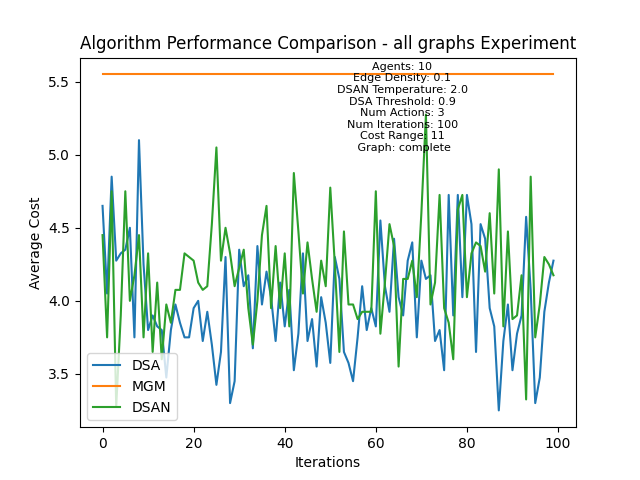 Algorithm Performance Comparison - all graphs Experiment
Agents: 10
Edge Density: 0.1
DSAN Temperature: 2.0
DSA Threshold: 0.9
Num Actions: 3
Num Iterations: 100
Cost Range: 11
Graph: complete
5.5
5.0
4.5
4.0
3.5
Average Cost
DSA
MGM
DSAN
0
20
40
60
80
100
Iterations